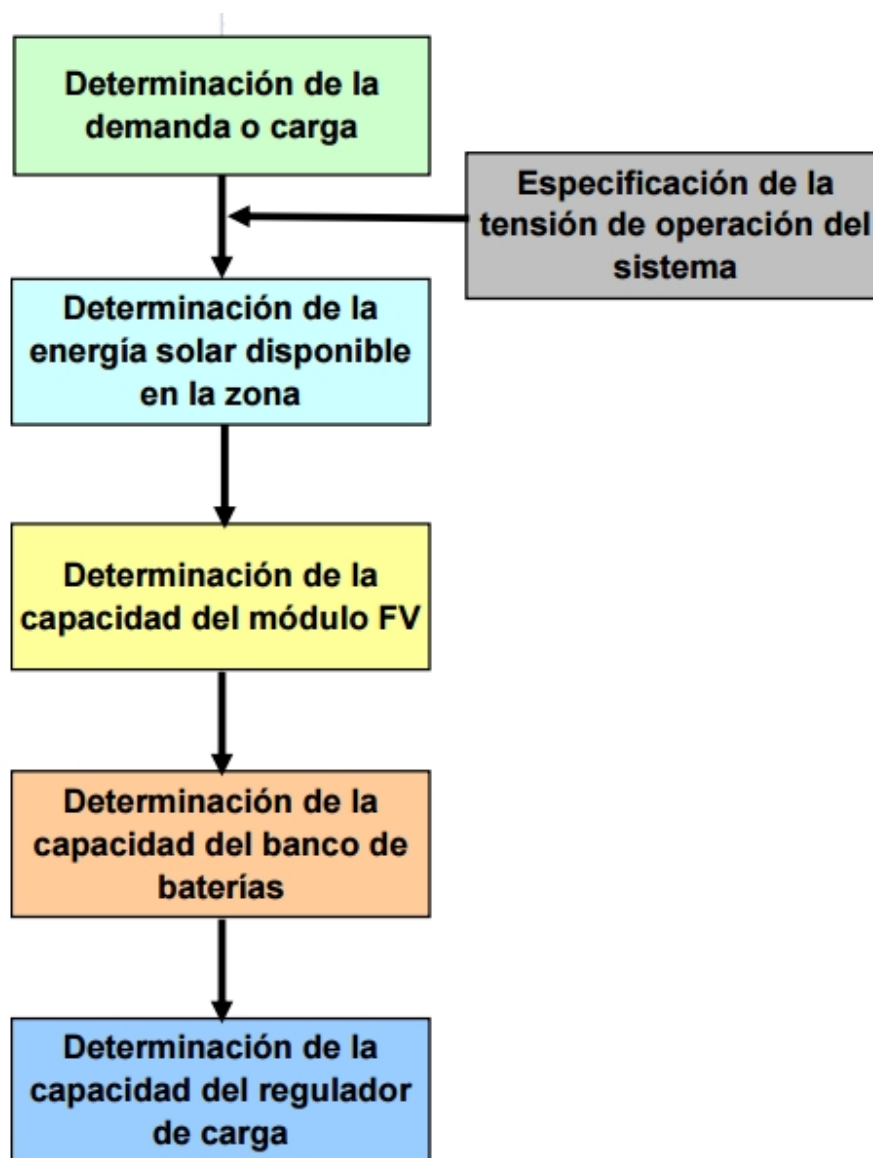 Determinación de la
demanda o carga
Especificación de la
tensión de operación del
sistema
Determinación de la
energía solar disponible
en la zona
Determinación de la
capacidad del módulo FV
Determinación de la
capacidad del banco de
baterías
Determinación de la
capacidad del regulador
de carga